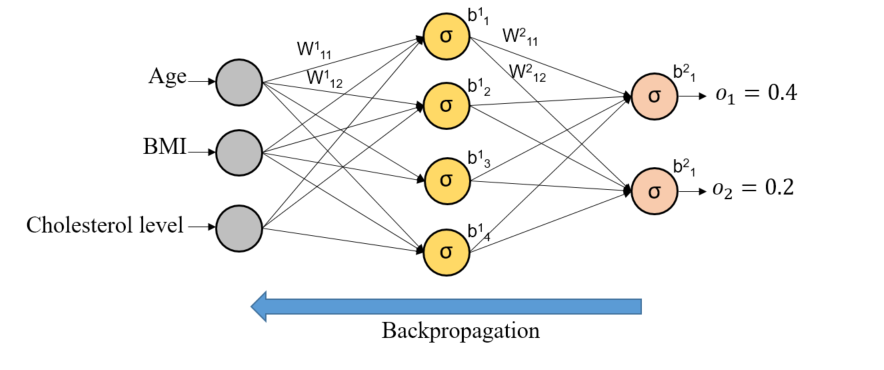 Age
BMI
Cholesterol level
W¹₁₁
W¹₁₂
σ
b¹₁
σ
b¹₂
σ
b¹₃
σ
b¹₄
W²₁₁
W²₁₂
σ
b²₁
o₁ = 0.4
σ
b²₁
o₂ = 0.2
Backpropagation